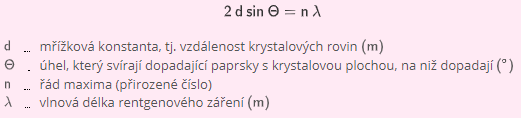 2 d sin Θ = n λ
d ... mřížková konstanta, tj. vzdálenost krystalových rovin (m)
Θ . úhel, který svírají dopadající paprsky s krystalovou plochou, na niž dopadají (°)
n ... řád maxima (přirozené číslo)
λ ... vlnová délka rentgenového záření (m)